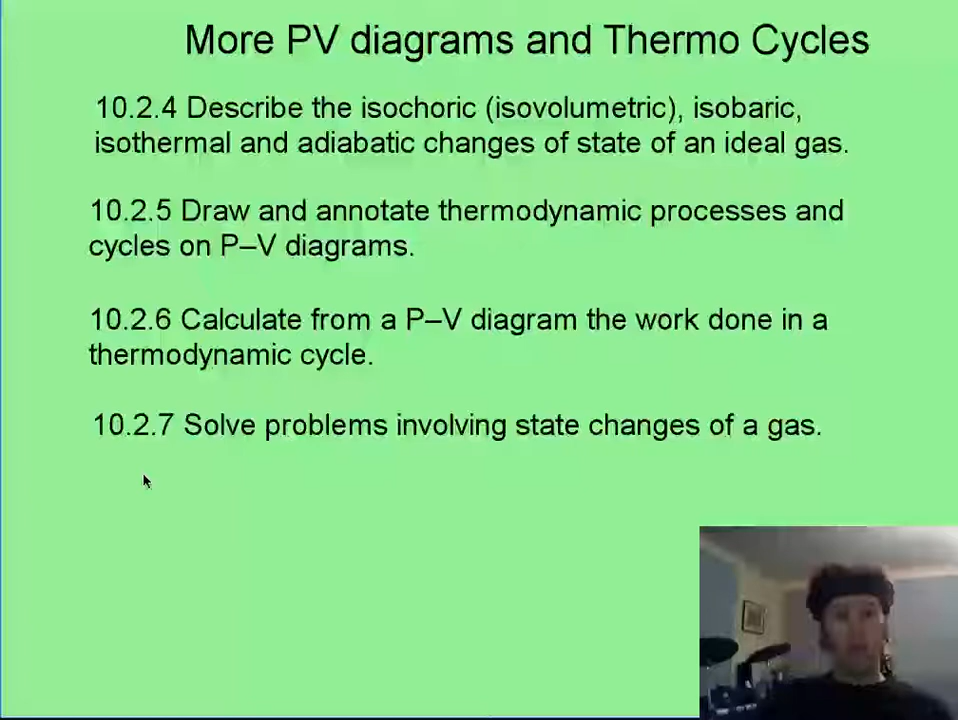 More PV diagrams and Thermo Cycles
10.2.4 Describe the isochoric (isovolumetric), isobaric,
isothermal and adiabatic changes of state of an ideal gas.
10.2.5 Draw and annotate thermodynamic processes and
cycles on P–V diagrams.
10.2.6 Calculate from a P–V diagram the work done in a
thermodynamic cycle.
10.2.7 Solve problems involving state changes of a gas.